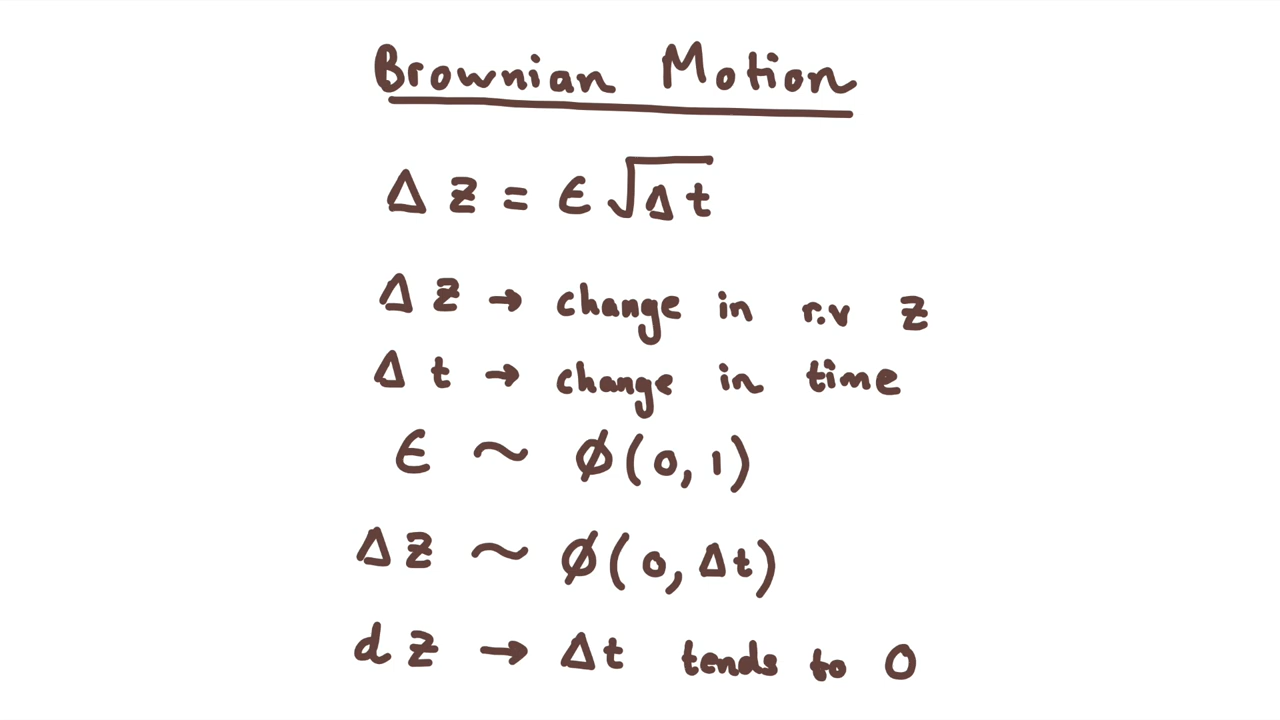 Brownian Motion
Δz = ϵ√Δt
Δz → change in r.v z
Δt → change in time
ϵ ~ ϕ(0,1)
Δz ~ ϕ(0,Δt)
dz → Δt tends to 0